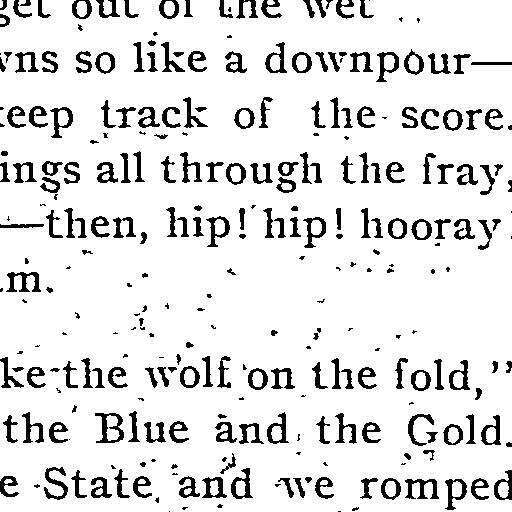 get out of the wet
wns so like a downpour—
keep track of the score.
ings all through the fray,
—then, hip! hip! hooray!
am.
ke the wolf on the fold,"
the Blue and the Gold.
e State and we romped